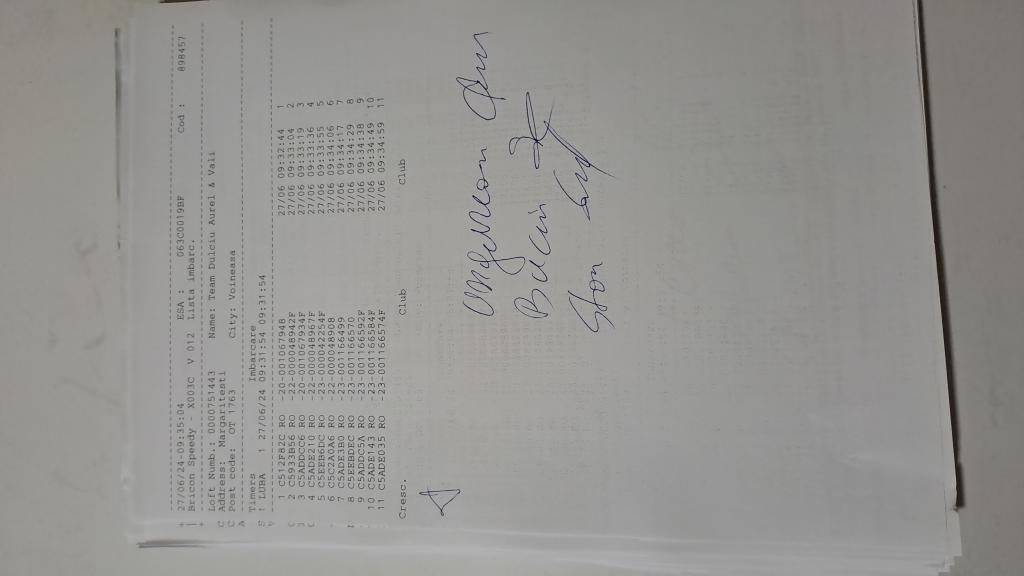 27/06/24-09:35:04 ESA : 063C0019BF Cod : 898457
Bricon Speedy - X003C V 012 Lista imbarc.
Loft Numb.: 0000751443 Name: Team Dulciu Aurel & Vali
Address: Margaritesti
Post code: OT 1763 City: Voineasa
Timers Imbarcare
! LUBA 1 27/06/24 09:31:54 09:31:54
1 C512F82C RO -20-001067948 27/06 09:32:44 1
2 C5933B56 RO -22-000048942F 27/06 09:33:04 2
3 C5ADDCC6 RO -20-001067934F 27/06 09:33:19 3
4 C5ADE210 RO -22-000048967F 27/06 09:33:36 4
5 C5EEB6DC RO -23-000042254F 27/06 09:33:55 5
6 C5C2A0A6 RO -22-000048908 27/06 09:34:06 6
7 C5ADE3B0 RO -23-001166499 27/06 09:34:17 7
8 C5EEBDEC RO -23-001166570 27/06 09:34:29 8
9 C5ADDC5A RO -23-001166592F 27/06 09:34:38 9
10 C5ADE143 RO -23-001166584F 27/06 09:34:49 10
11 C5ADE035 RO -23-001166574F 27/06 09:34:59 11
Cresc. Club Club